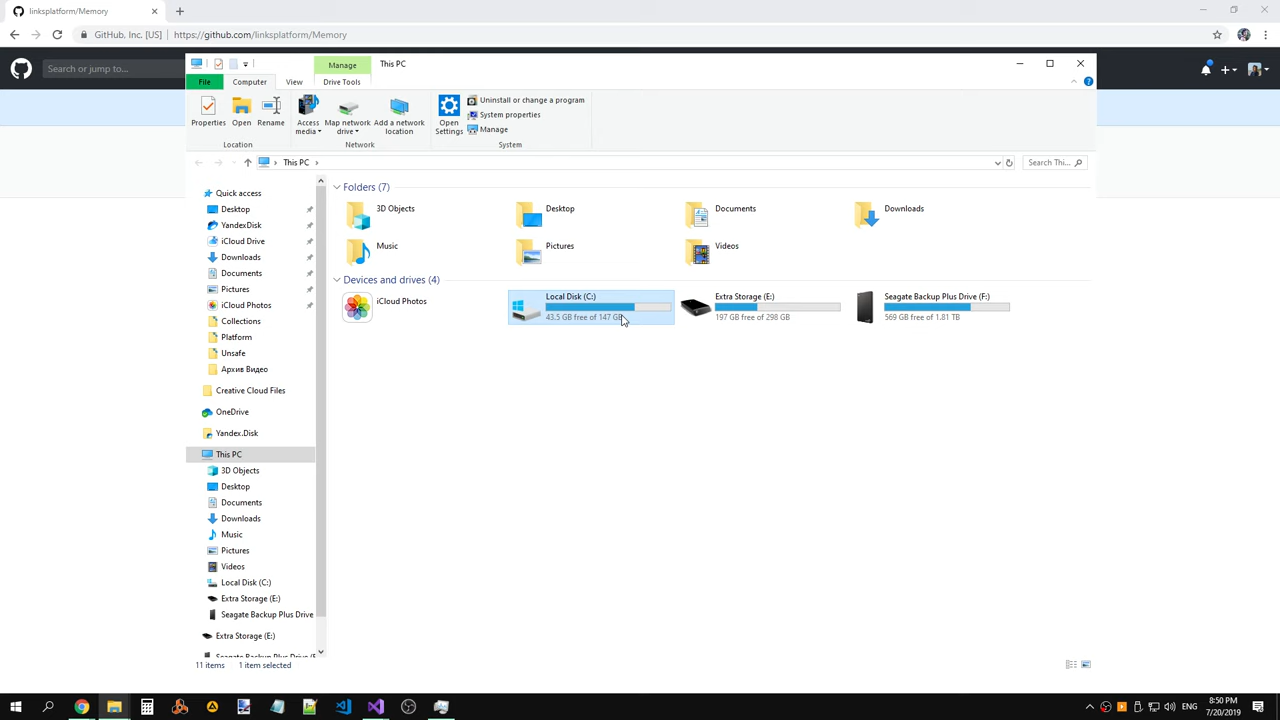 linksplatform/Memory
GitHub, Inc. [US] | https://github.com/linksplatform/Memory
Search or jump to...
Manage
This PC
File
Computer
View
Drive Tools
Properties
Open
Rename
Access media
Map network drive
Add a network location
Open Settings
Uninstall or change a program
System properties
Manage
Location
Network
System
This PC
Search Thi...
Quick access
Desktop
YandexDisk
iCloud Drive
Downloads
Documents
Pictures
iCloud Photos
Collections
Platform
Unsafe
Архив Видео
Creative Cloud Files
OneDrive
Yandex.Disk
This PC
3D Objects
Desktop
Documents
Downloads
Music
Pictures
Videos
Local Disk (C:)
Extra Storage (E:)
Seagate Backup Plus Drive
Extra Storage (E:)
Seagate Backup Plus Drive (F:)
Folders (7)
3D Objects
Desktop
Documents
Downloads
Music
Pictures
Videos
Devices and drives (4)
iCloud Photos
Local Disk (C:)
43.5 GB free of 147 GB
Extra Storage (E:)
197 GB free of 298 GB
Seagate Backup Plus Drive (F:)
569 GB free of 1.81 TB
11 items
1 item selected
ENG
8:50 PM
7/20/2019